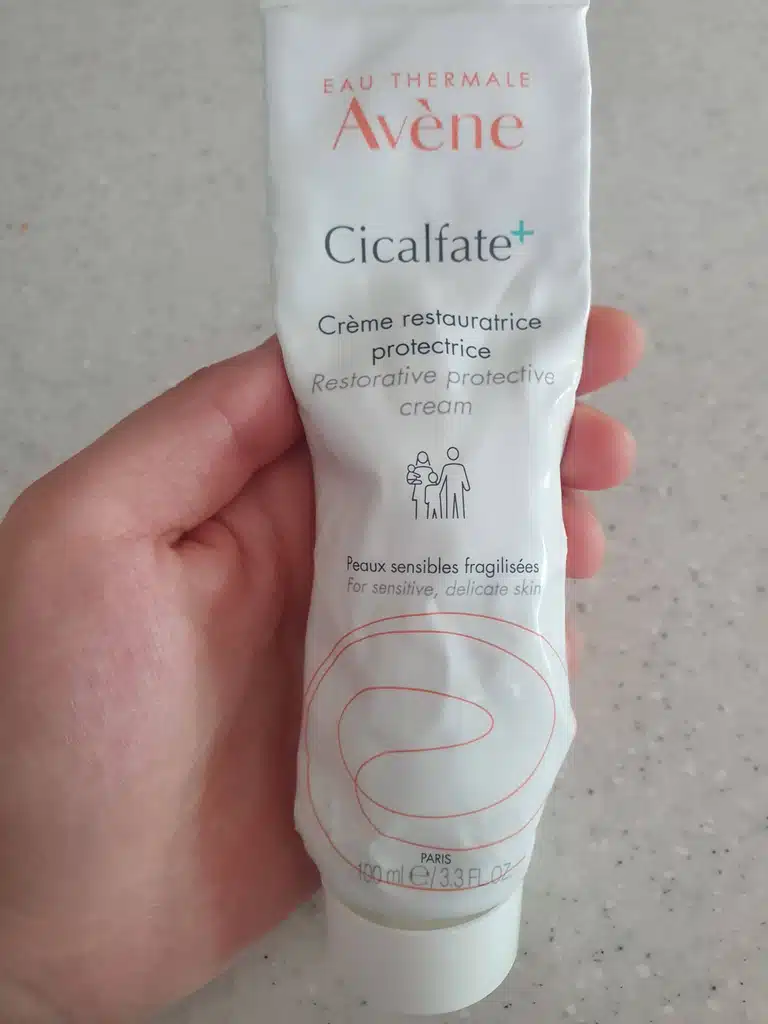 EAU THERMALE
Avène
Cicalfate+
Crème restauratrice
protectrice
Restorative protective
cream
Peaux sensibles fragilisées
For sensitive, delicate skin
PARIS
100 ml ℮/3.3 FL. OZ.